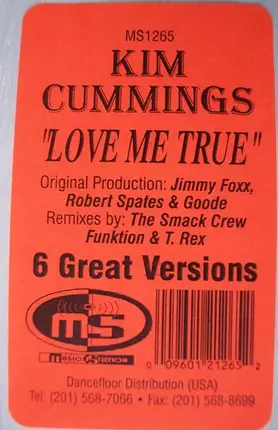 MS1265
KIM
CUMMINGS
"LOVE ME TRUE"
Original Production: Jimmy Foxx,
Robert Spates & Goode
Remixes by: The Smack Crew
Funktion & T. Rex
6 Great Versions
ms
MUSIC STATION
0 09601 21265 2
Dancefloor Distribution (USA)
Tel: (201) 568-7066 • Fax: (201) 568-8699